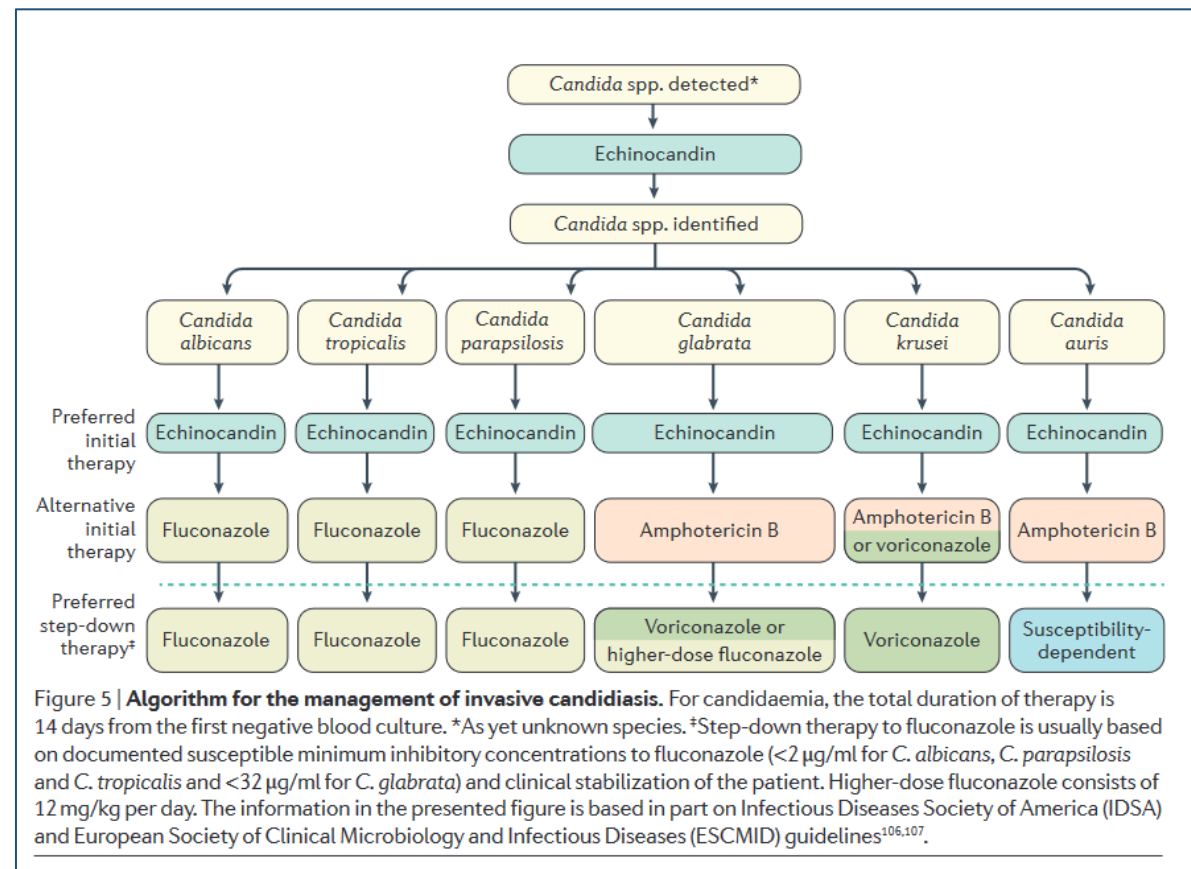 Candida spp. detected*
Echinocandin
Candida spp. identified
Candida albicans
Candida tropicalis
Candida parapsilosis
Candida glabrata
Candida krusei
Candida auris
Preferred initial therapy
Echinocandin
Echinocandin
Echinocandin
Echinocandin
Echinocandin
Echinocandin
Alternative initial therapy
Fluconazole
Fluconazole
Fluconazole
Amphotericin B
Amphotericin B or voriconazole
Amphotericin B
Preferred step-down therapy‡
Fluconazole
Fluconazole
Fluconazole
Voriconazole or higher-dose fluconazole
Voriconazole
Susceptibility-dependent
Figure 5 | Algorithm for the management of invasive candidiasis. For candidaemia, the total duration of therapy is
14 days from the first negative blood culture. *As yet unknown species. ‡Step-down therapy to fluconazole is usually based
on documented susceptible minimum inhibitory concentrations to fluconazole (<2 μg/ml for C. albicans, C. parapsilosis
and C. tropicalis and <32 μg/ml for C. glabrata) and clinical stabilization of the patient. Higher-dose fluconazole consists of
12 mg/kg per day. The information in the presented figure is based in part on Infectious Diseases Society of America (IDSA)
and European Society of Clinical Microbiology and Infectious Diseases (ESCMID) guidelines106,107.